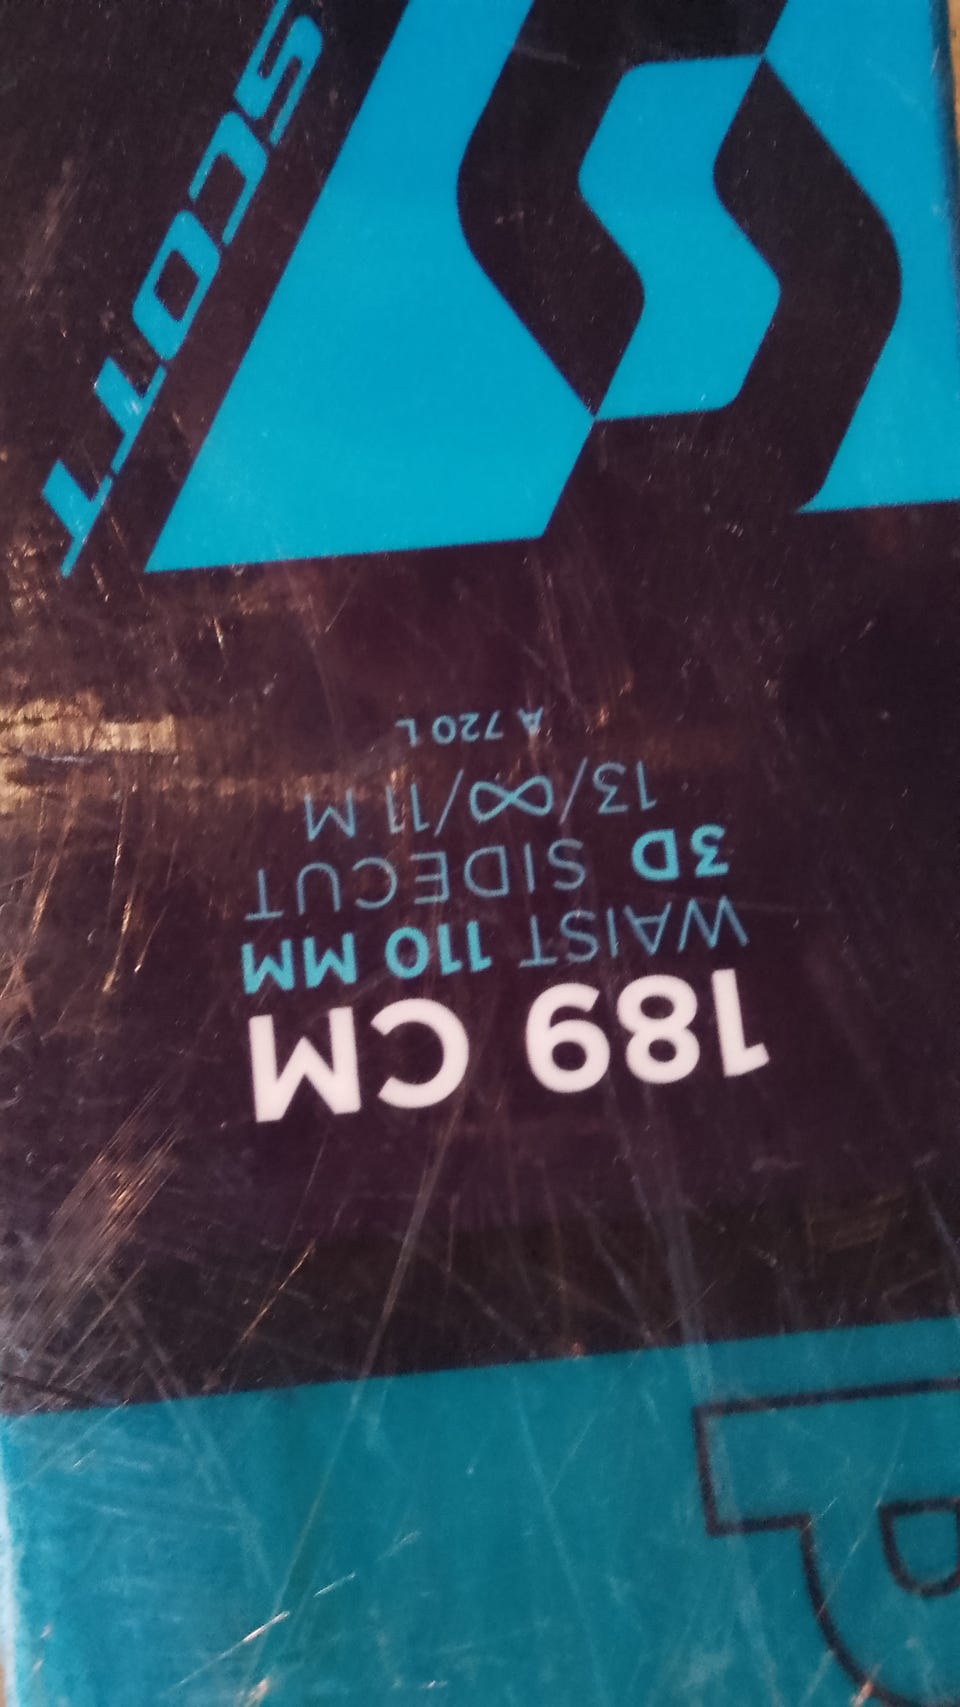 189 CM
WAIST 110 MM
3D SIDECUT
13/∞/11 M
A 720 L
SCOTT
P